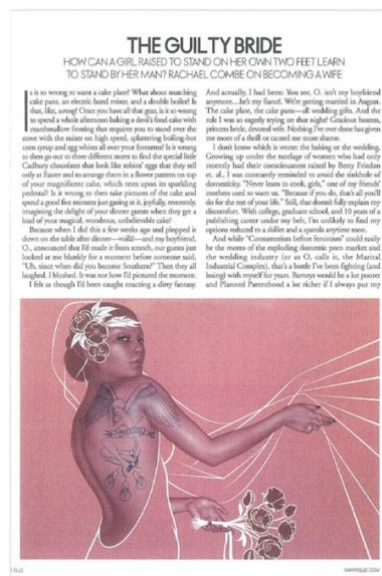 THE GUILTY BRIDE
HOW CAN A GIRL RAISED TO STAND ON HER OWN TWO FEET LEARN
TO STAND BY HER MAN? RACHAEL COMBE ON BECOMING A WIFE
Is it so wrong to want a cake plate? What about matching
cake pans, an electric hand mixer, and a double boiler? Is
that, like, wrong? Once you have all that gear, is it so wrong
to spend a whole afternoon baking a devil's food cake with
marshmallow frosting that requires you to stand over the
stove with the mixer on high speed, splattering boiling-hot
corn syrup and egg whites all over your forearms? Is it wrong
to then go out to three different stores to find the special little
Cadbury chocolates that look like robins' eggs that they sell
only at Easter and to arrange them in a flower pattern on top
of your magnificent cake, which rests upon its sparkling
pedestal? Is it wrong to then take pictures of the cake and
spend a good five minutes just gazing at it, joyfully, reverently,
imagining the delight of your dinner guests when they get a
load of your magical, wondrous, unbelievable cake?
Because when I did this a few weeks ago and plopped it
down on the table after dinner—voilà!—and my boyfriend,
O., announced that I'd made it from scratch, our guests just
looked at me blankly for a moment before someone said,
"Uh, since when did you become Southern?" Then they all
laughed. I blushed. It was not how I'd pictured the moment.
I felt as though I'd been caught enacting a dirty fantasy.
And actually, I had been: You see, O. isn't my boyfriend
anymore...he's my fiancé. We're getting married in August.
The cake plate, the cake pans—all wedding gifts. And the
role I was so eagerly trying on that night? Gracious hostess,
princess bride, devoted wife. Nothing I've ever done has given
me more of a thrill or caused me more shame.
I don't know which is worse: the baking or the wedding.
Growing up under the tutelage of women who had only
recently had their consciousness raised by Betty Friedan
et al., I was constantly reminded to avoid the sinkhole of
domesticity. "Never learn to cook, girls," one of my friends'
mothers used to warn us. "Because if you do, that's all you'll
do for the rest of your life." Still, that doesn't fully explain my
discomfort. With college, graduate school, and 10 years of a
publishing career under my belt, I'm unlikely to find my
options reduced to a skillet and a spatula anytime soon.
And while "Consumerism before feminism" could easily
be the motto of the exploding domestic porn market and
the wedding industry (or as O. calls it, the Marital
Industrial Complex), that's a battle I've been fighting (and
losing) with myself for years. Barneys would be a lot poorer
and Planned Parenthood a lot richer if I always put my
ELLE
WWW.ELLE.COM